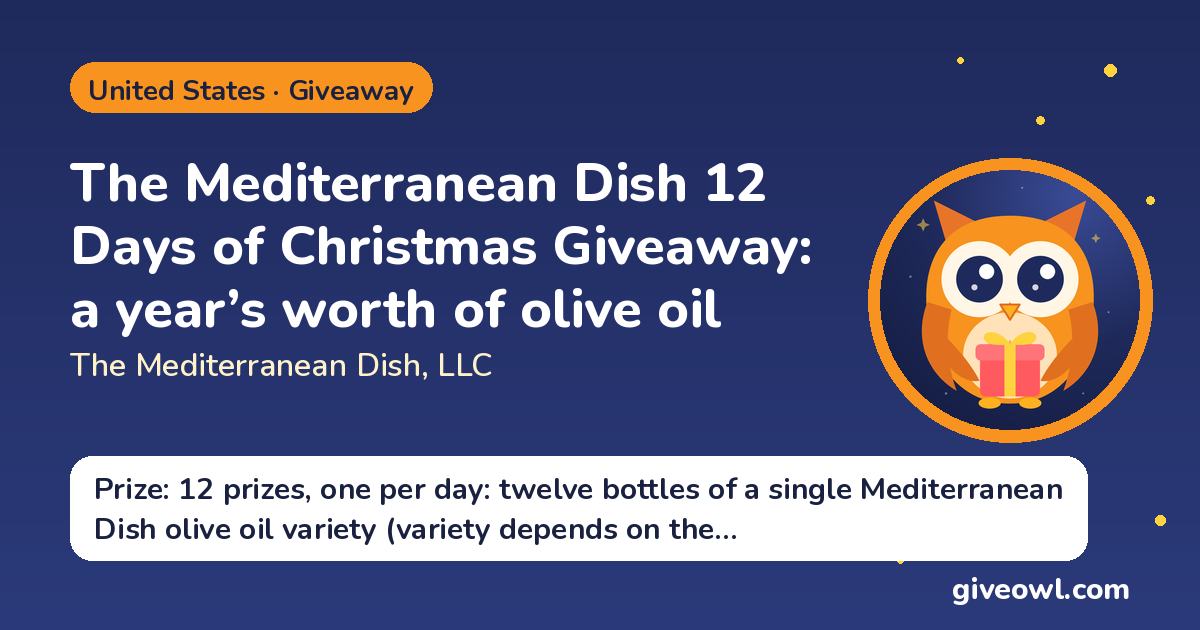 United States · Giveaway
The Mediterranean Dish 12
Days of Christmas Giveaway:
a year’s worth of olive oil
The Mediterranean Dish, LLC
Prize: 12 prizes, one per day: twelve bottles of a single Mediterranean
Dish olive oil variety (variety depends on the...
giveowl.com